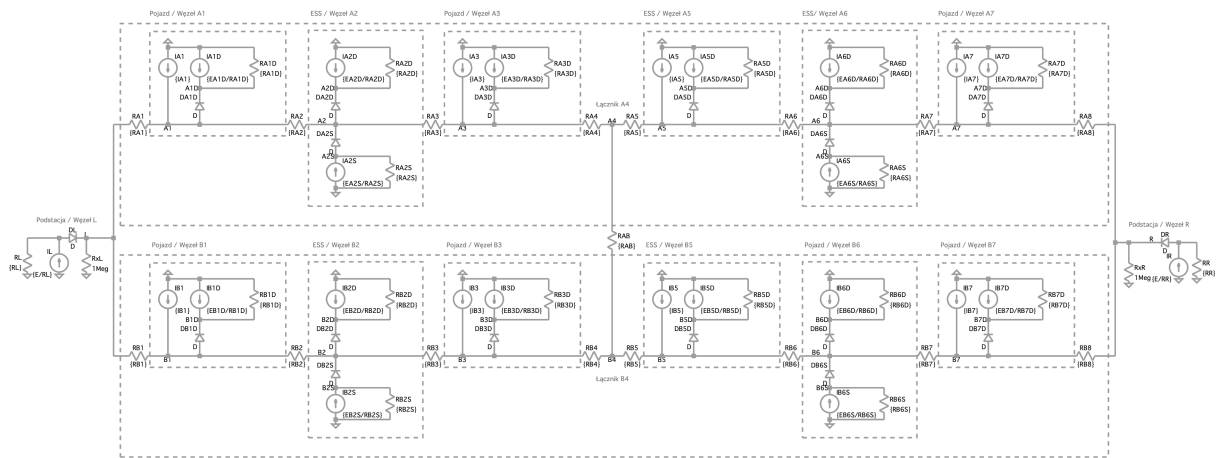 Pojazd / Węzeł A1
ESS / Węzeł A2
Pojazd / Węzeł A3
ESS / Węzeł A5
ESS / Węzeł A6
Pojazd / Węzeł A7
IA1
{IA1}
IA1D
{EA1D/RA1D}
RA1D
{RA1D}
A1D
DA1D
D
IA2D
{EA2D/RA2D}
RA2D
{RA2D}
A2D
DA2D
D
IA3
{IA3}
IA3D
{EA3D/RA3D}
RA3D
{RA3D}
A3D
DA3D
D
IA5
{IA5}
IA5D
{EA5D/RA5D}
RA5D
{RA5D}
A5D
DA5D
D
IA6D
{EA6D/RA6D}
RA6D
{RA6D}
A6D
DA6D
D
IA7
{IA7}
IA7D
{EA7D/RA7D}
RA7D
{RA7D}
A7D
DA7D
D
Łącznik A4
RA1
{RA1}
A1
RA2
{RA2}
A2
RA3
{RA3}
A3
RA4
{RA4}
A4
RA5
{RA5}
A5
RA6
{RA6}
A6
RA7
{RA7}
A7
RA8
{RA8}
DA2S
D
A2S
IA2S
{EA2S/RA2S}
RA2S
{RA2S}
DA6S
D
A6S
IA6S
{EA6S/RA6S}
RA6S
{RA6S}
Podstacja / Węzeł L
RL
{RL}
DL
D
L
IL
{E/RL}
RxL
1Meg
RAB
{RAB}
Podstacja / Węzeł R
R
DR
D
IR
{E/RR}
RxR
1Meg
RR
{RR}
Pojazd / Węzeł B1
ESS / Węzeł B2
Pojazd / Węzeł B3
ESS / Węzeł B5
Pojazd / Węzeł B6
Pojazd / Węzeł B7
IB1
{IB1}
IB1D
{EB1D/RB1D}
RB1D
{RB1D}
B1D
DB1D
D
IB2D
{EB2D/RB2D}
RB2D
{RB2D}
B2D
DB2D
D
IB3
{IB3}
IB3D
{EB3D/RB3D}
RB3D
{RB3D}
B3D
DB3D
D
IB5
{IB5}
IB5D
{EB5D/RB5D}
RB5D
{RB5D}
B5D
DB5D
D
IB6D
{EB6D/RB6D}
RB6D
{RB6D}
B6D
DB6D
D
IB7
{IB7}
IB7D
{EB7D/RB7D}
RB7D
{RB7D}
B7D
DB7D
D
RB1
{RB1}
B1
RB2
{RB2}
B2
RB3
{RB3}
B3
RB4
{RB4}
B4
RB5
{RB5}
B5
RB6
{RB6}
B6
RB7
{RB7}
B7
RB8
{RB8}
Łącznik B4
DB2S
D
B2S
IB2S
{EB2S/RB2S}
RB2S
{RB2S}
DB6S
D
B6S
IB6S
{EB6S/RB6S}
RB6S
{RB6S}